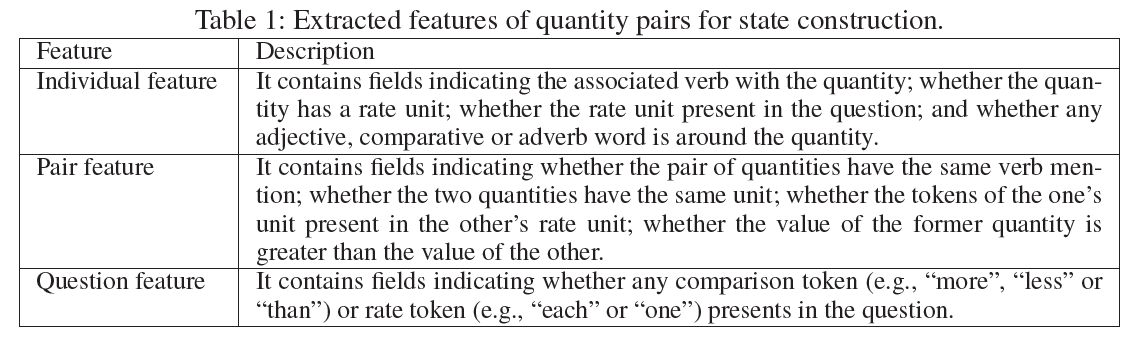 Table 1: Extracted features of quantity pairs for state construction.
Feature Description
Individual feature It contains fields indicating the associated verb with the quantity; whether the quan-
tity has a rate unit; whether the rate unit present in the question; and whether any
adjective, comparative or adverb word is around the quantity.
Pair feature It contains fields indicating whether the pair of quantities have the same verb men-
tion; whether the two quantities have the same unit; whether the tokens of the one's
unit present in the other's rate unit; whether the value of the former quantity is
greater than the value of the other.
Question feature It contains fields indicating whether any comparison token (e.g., “more”, “less” or
“than”) or rate token (e.g., “each” or “one”) presents in the question.